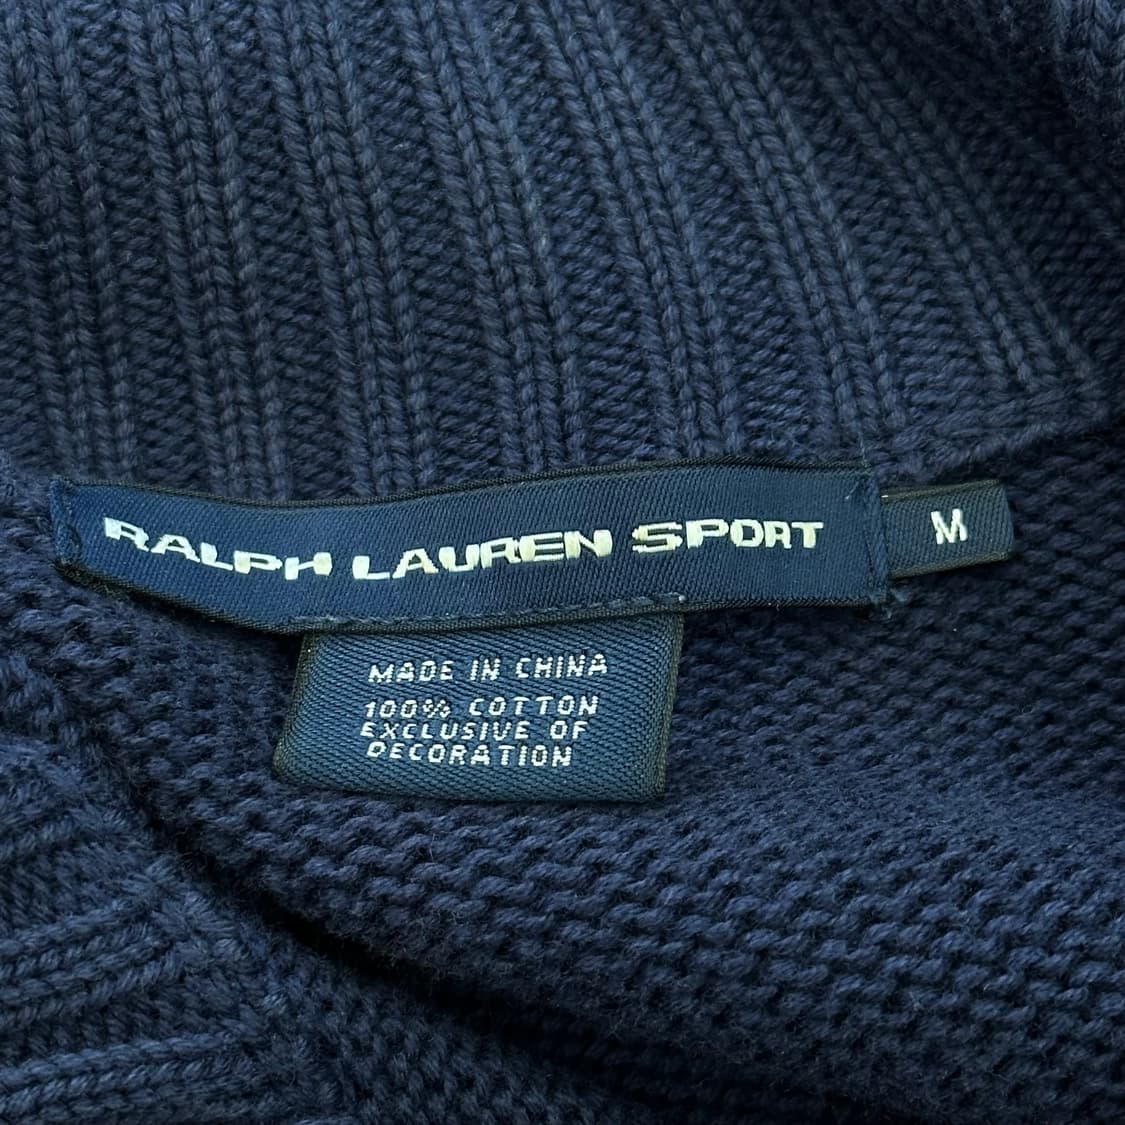 RALPH LAUREN SPORT
M
MADE IN CHINA
100% COTTON
EXCLUSIVE OF
DECORATION